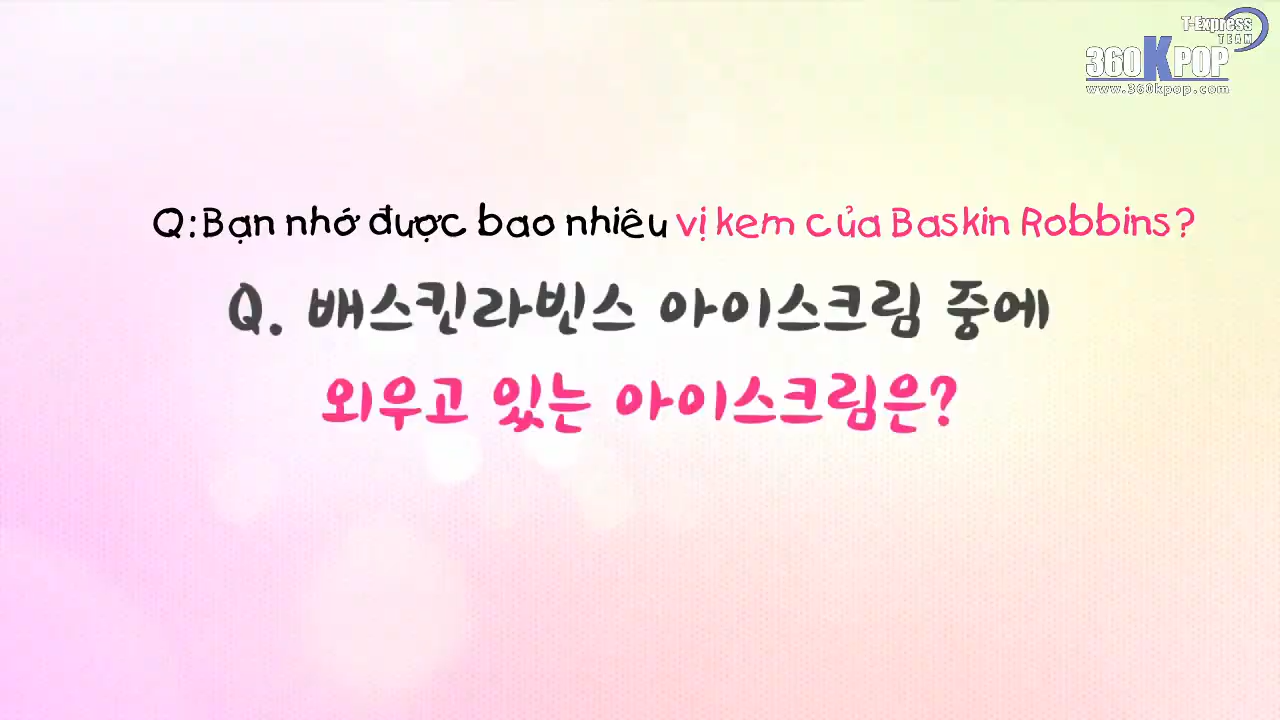 T-Express
TEAM
360KPOP
www.360kpop.com
Q:Bạn nhớ được bao nhiêu vị kem của Baskin Robbins?
Q. 배스킨라빈스 아이스크림 중에
외우고 있는 아이스크림은?